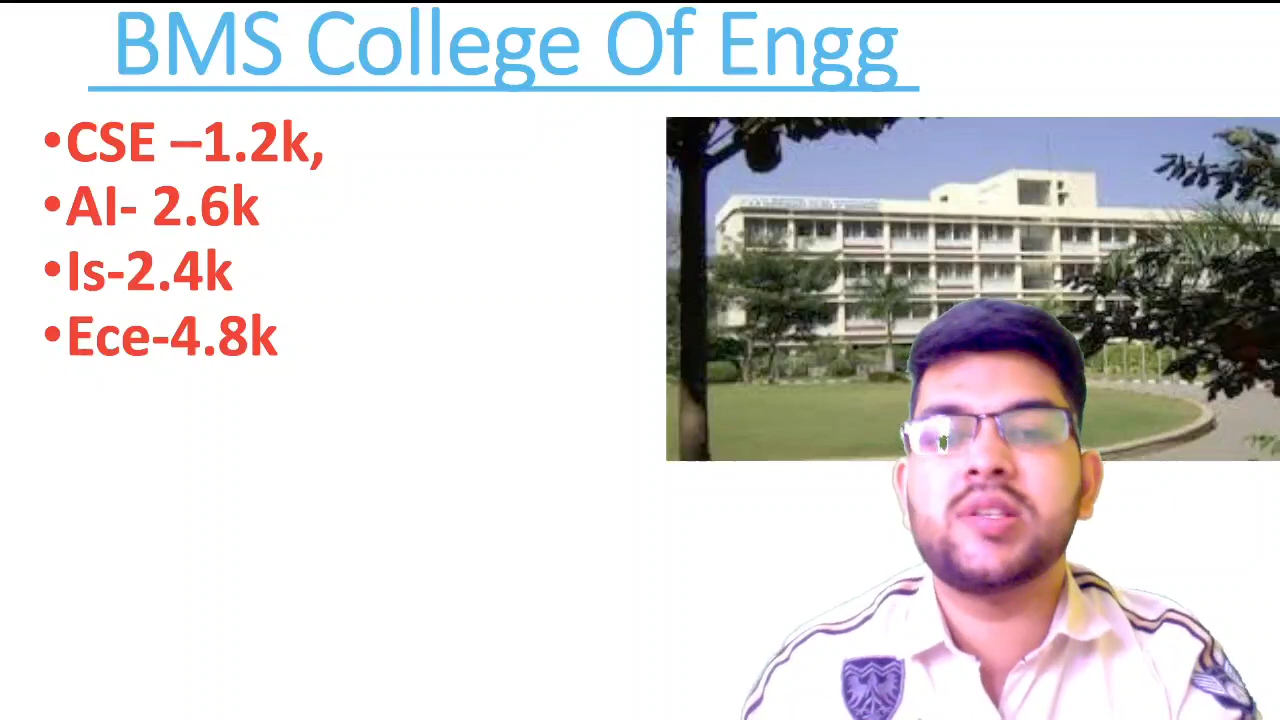 BMS College Of Engg
•CSE –1.2k,
•AI- 2.6k
•Is-2.4k
•Ece-4.8k